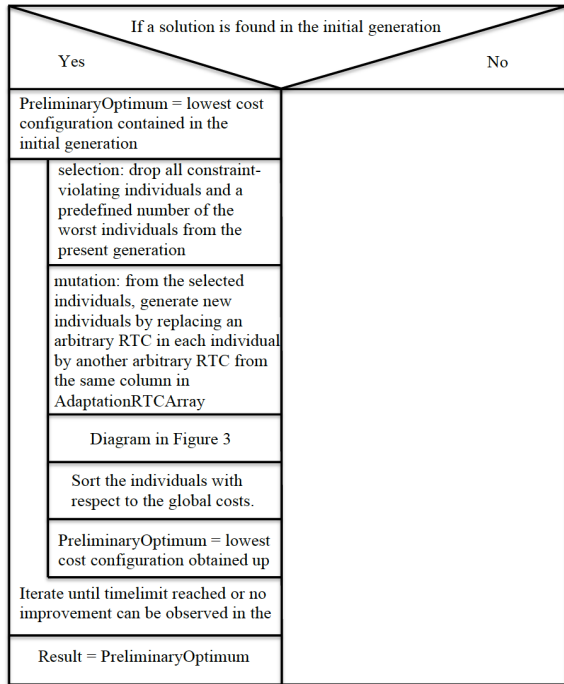 If a solution is found in the initial generation
Yes
No
PreliminaryOptimum = lowest cost
configuration contained in the
initial generation
selection: drop all constraint-
violating individuals and a
predefined number of the
worst individuals from the
present generation
mutation: from the selected
individuals, generate new
individuals by replacing an
arbitrary RTC in each individual
by another arbitrary RTC from
the same column in
AdaptationRTCArray
Diagram in Figure 3
Sort the individuals with
respect to the global costs.
PreliminaryOptimum = lowest
cost configuration obtained up
Iterate until timelimit reached or no
improvement can be observed in the
Result = PreliminaryOptimum